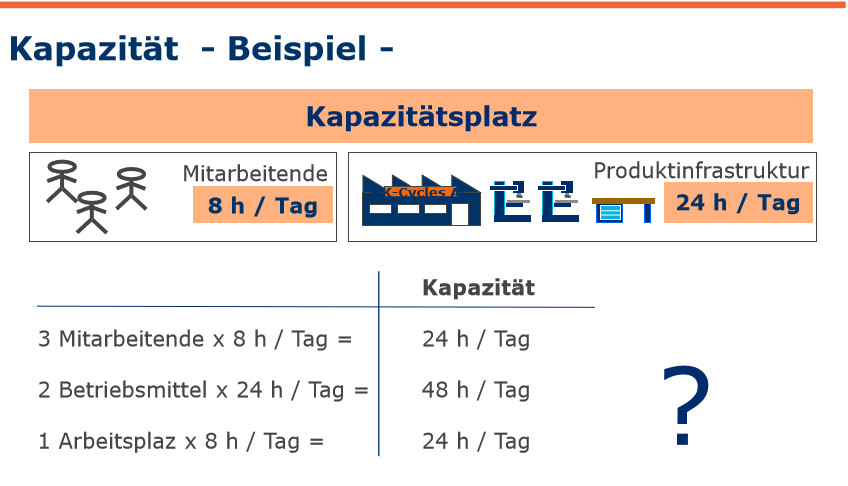 Kapazität - Beispiel -
Kapazitätsplatz
Mitarbeitende
8 h / Tag
K-Cycles
Produktinfrastruktur
24 h / Tag
Kapazität
3 Mitarbeitende x 8 h / Tag = 24 h / Tag
2 Betriebsmittel x 24 h / Tag = 48 h / Tag
1 Arbeitsplaz x 8 h / Tag = 24 h / Tag
?